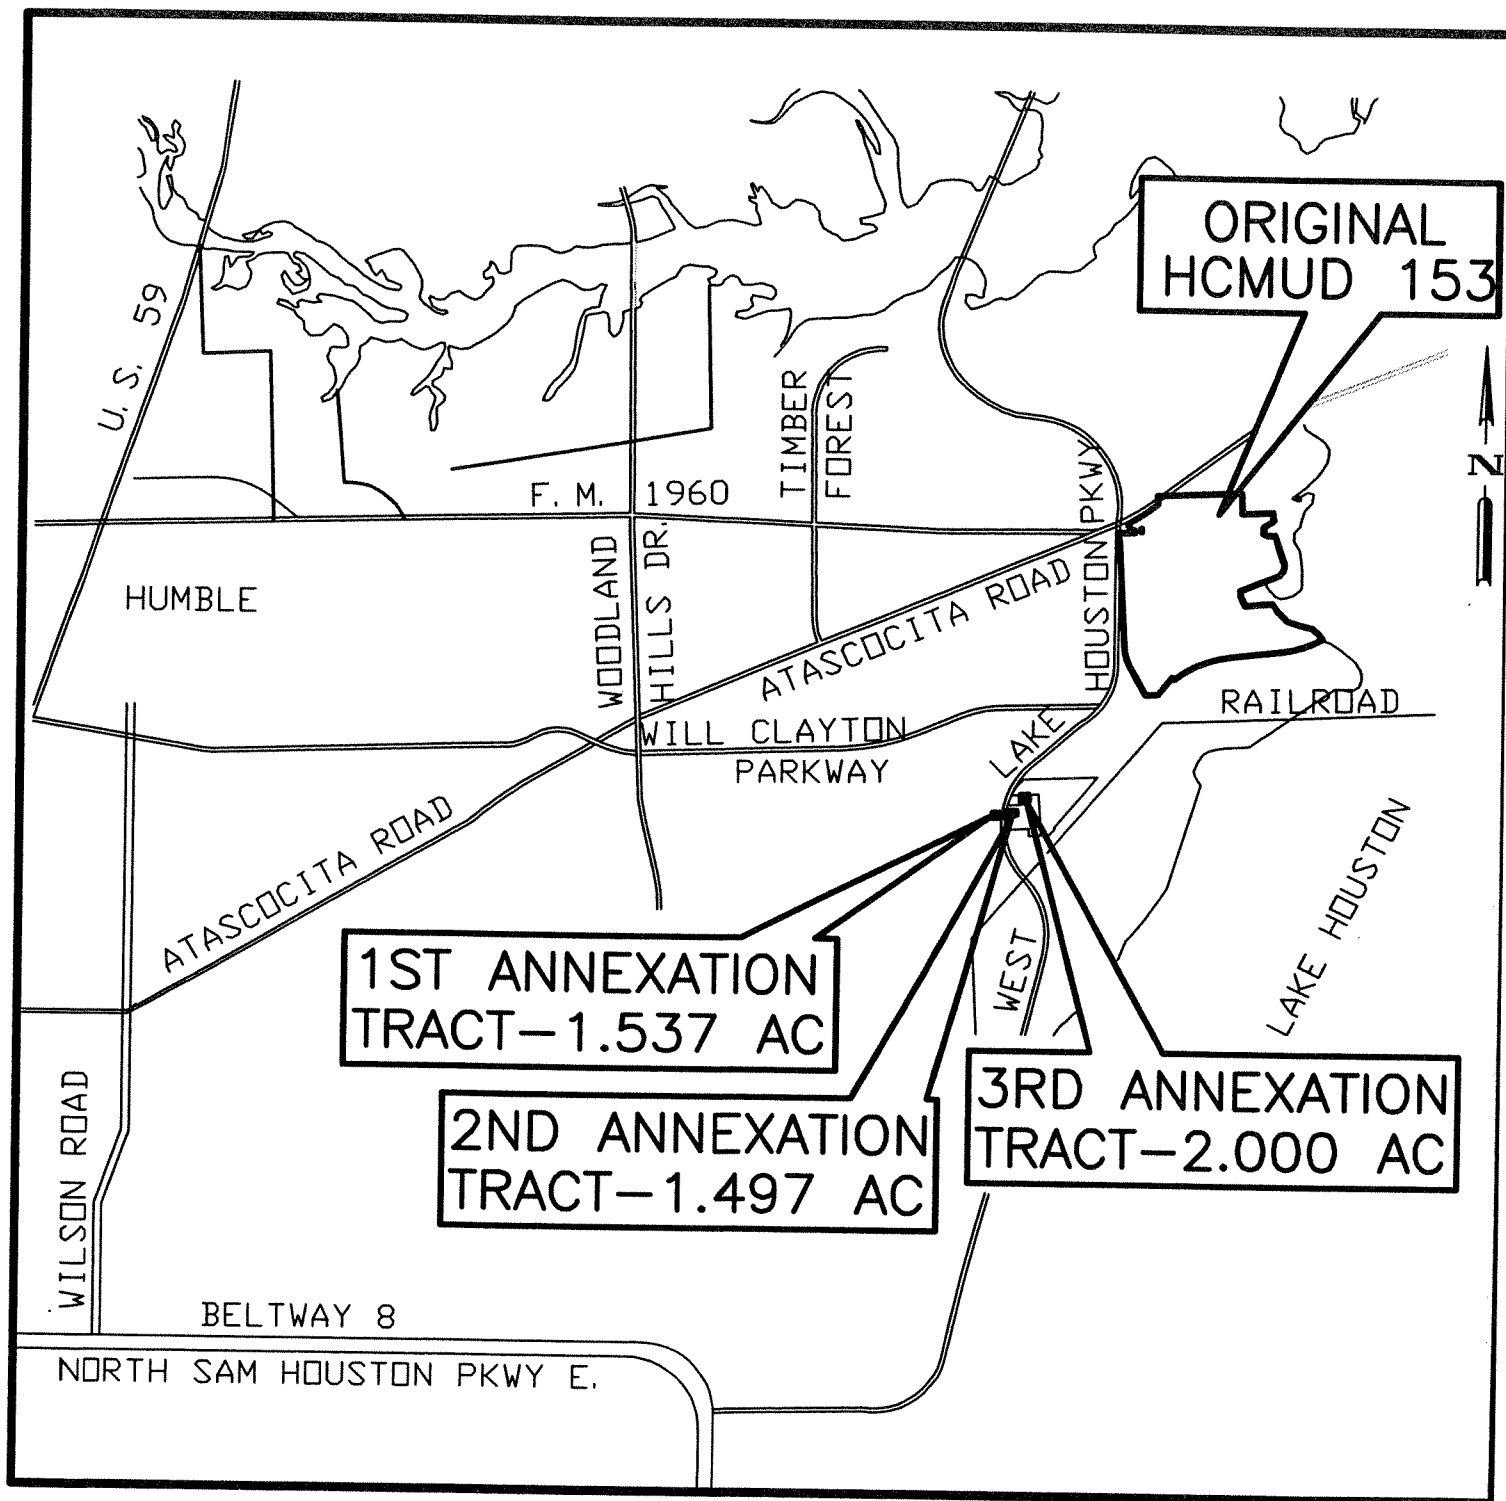 ORIGINAL
HCMUD 153
U. S. 59
TIMBER
FOREST
N
F. M. 1960
HUMBLE
WOODLAND
HILLS DR.
ATASCOCITA ROAD
WEST LAKE HOUSTON PKWY
RAILROAD
WILL CLAYTON
PARKWAY
ATASCOCITA ROAD
LAKE HOUSTON
1ST ANNEXATION
TRACT-1.537 AC
2ND ANNEXATION
TRACT-1.497 AC
3RD ANNEXATION
TRACT-2.000 AC
WILSON ROAD
BELTWAY 8
NORTH SAM HOUSTON PKWY E.